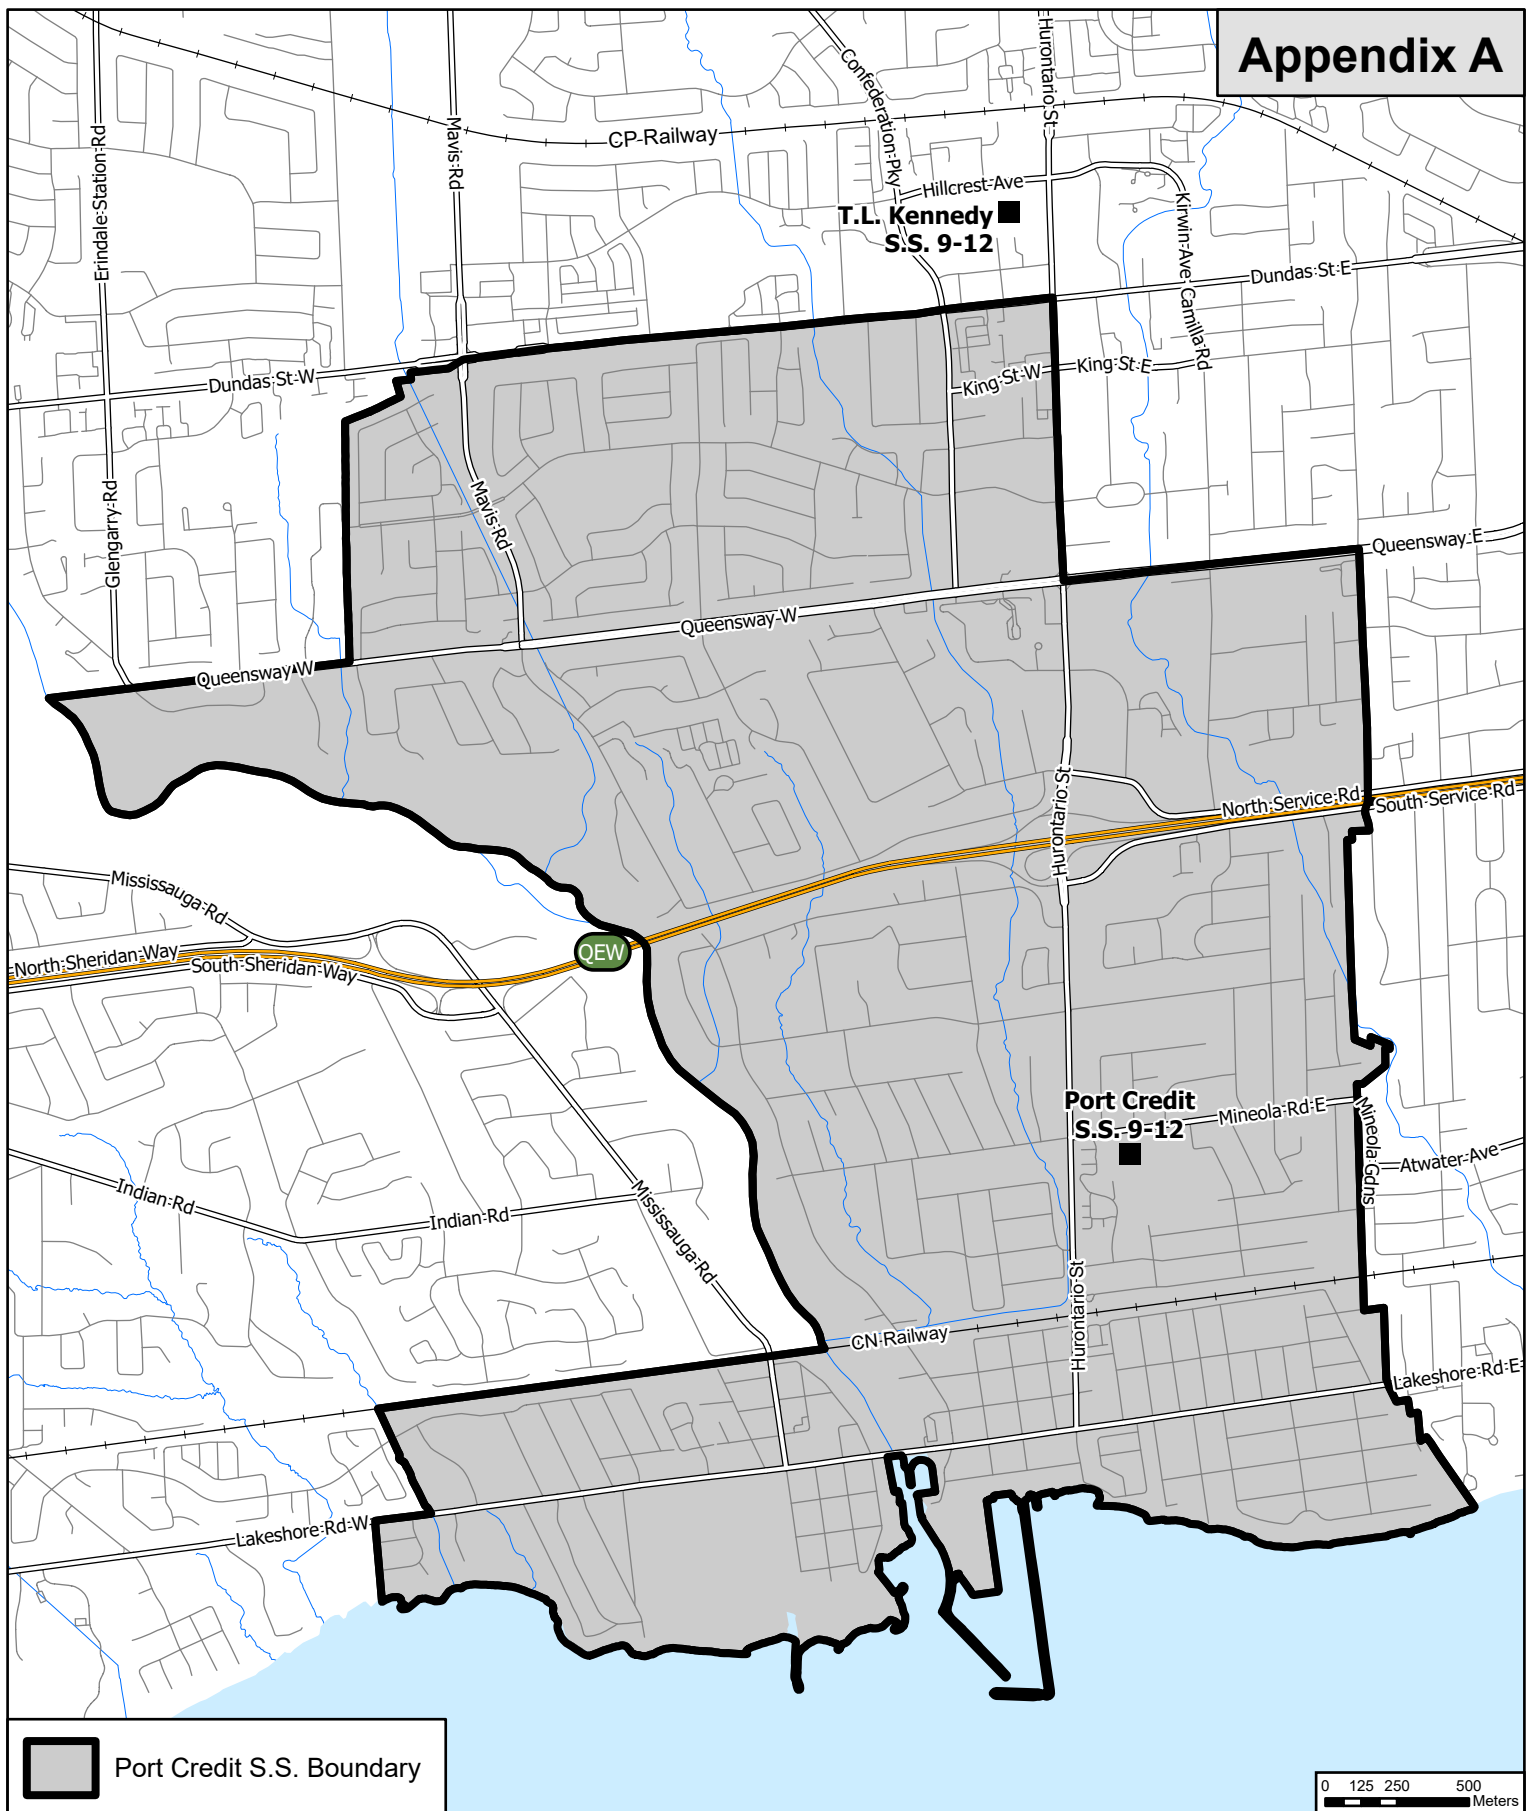 Appendix A
Hurontario St
Confederation Pky
Erindale Station Rd
Mavis Rd
CP Railway
Hillcrest Ave
T.L. Kennedy
S.S. 9-12
Kirwin Ave
Camilla Rd
Dundas St E
Dundas St W
King St W
King St E
Glengarry Rd
Mavis Rd
Queensway E
Queensway W
Queensway W
Hurontario St
North Service Rd
South Service Rd
Mississauga Rd
QEW
North Sheridan Way
South Sheridan Way
Port Credit
S.S. 9-12
Mineola Rd E
Mineola Gdns
Atwater Ave
Indian Rd
Indian Rd
Mississauga Rd
Hurontario St
CN Railway
Lakeshore Rd E
Lakeshore Rd W
Port Credit S.S. Boundary
0 125 250 500
Meters